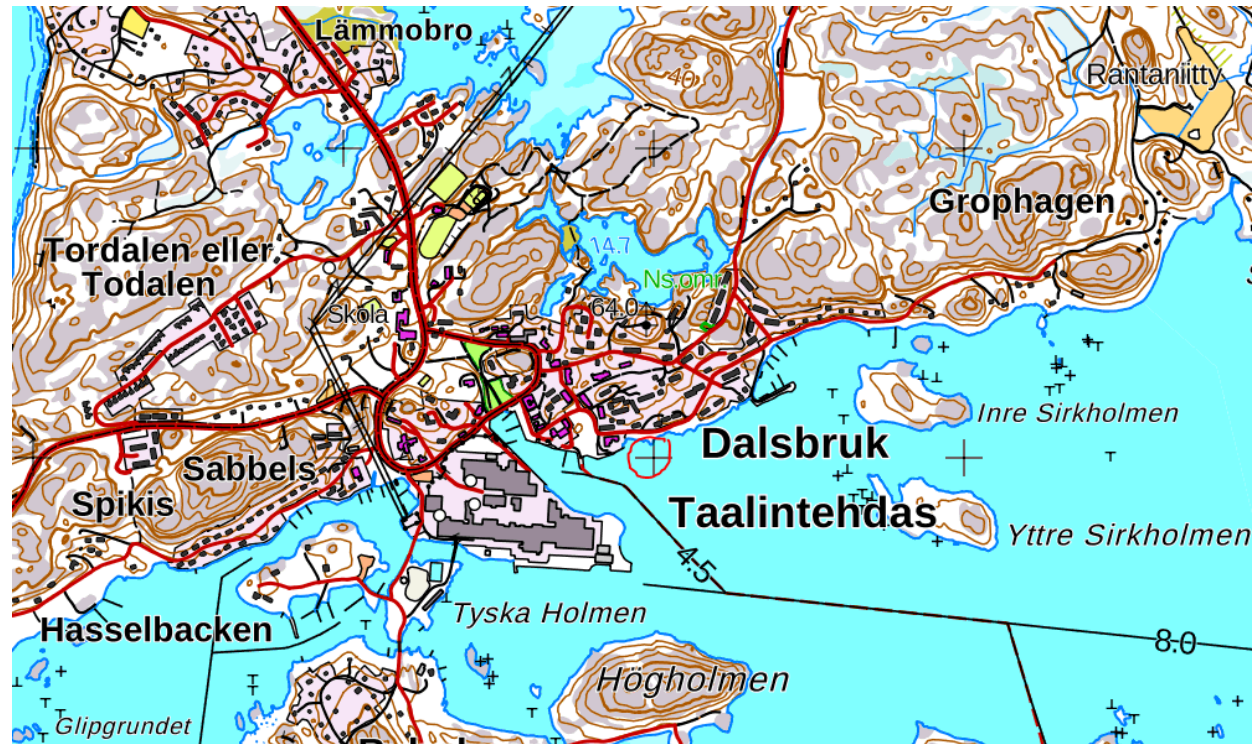 Lämmobro
40
Rantaniitty
Grophagen
Tordalen eller
Todalen
14.7
Ns.omr.
Skola
64.0
Inre Sirkholmen
Dalsbruk
Sabbels
Spikis
Taalintehdas
Yttre Sirkholmen
4.5
Tyska Holmen
Hasselbacken
8.0
Högholmen
Glipgrundet